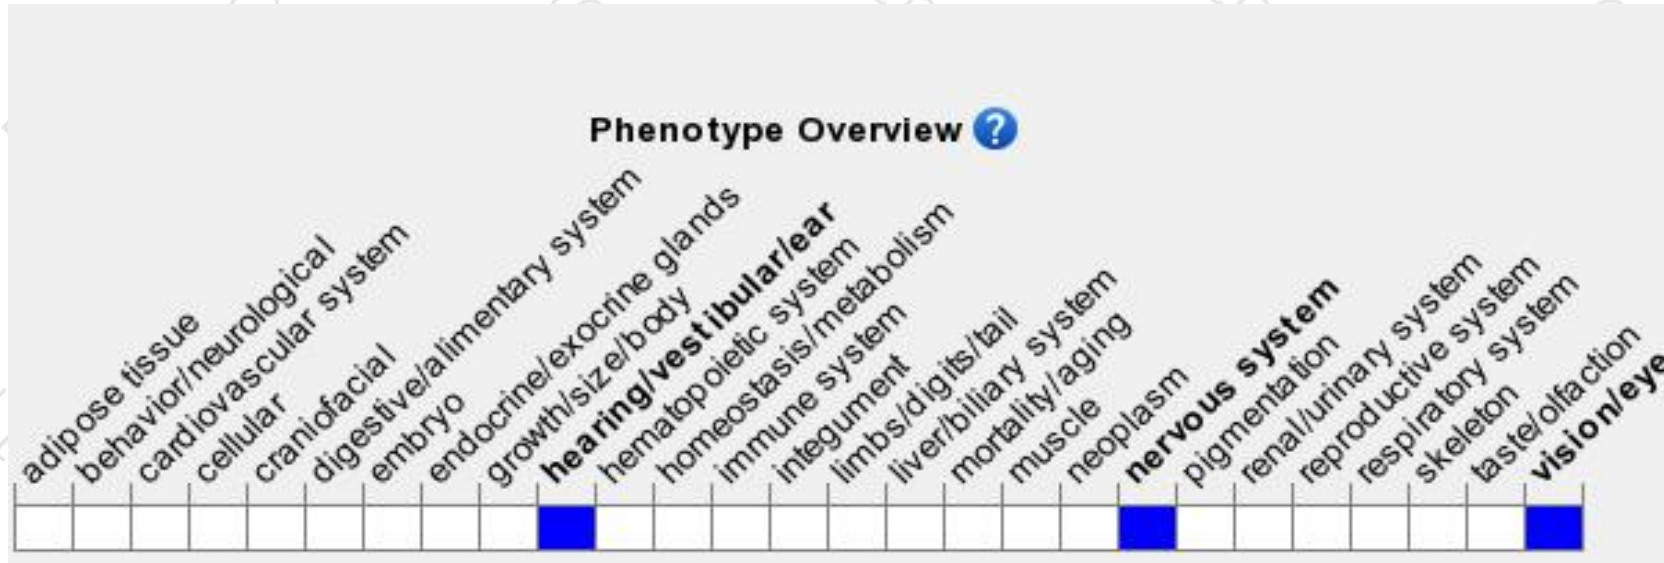 Phenotype Overview ?
adipose tissue
behavior/neurological
cardiovascular system
cellular
craniofacial
digestive/alimentary system
embryo
endocrine/exocrine glands
growth/size/body
hearing/vestibular/ear
hematopoietic system
homeostasis/metabolism
immune system
integument
limbs/digits/tail
liver/biliary system
mortality/aging
muscle
neoplasm
nervous system
pigmentation
renal/urinary system
reproductive system
respiratory system
skeleton
taste/olfaction
vision/eye